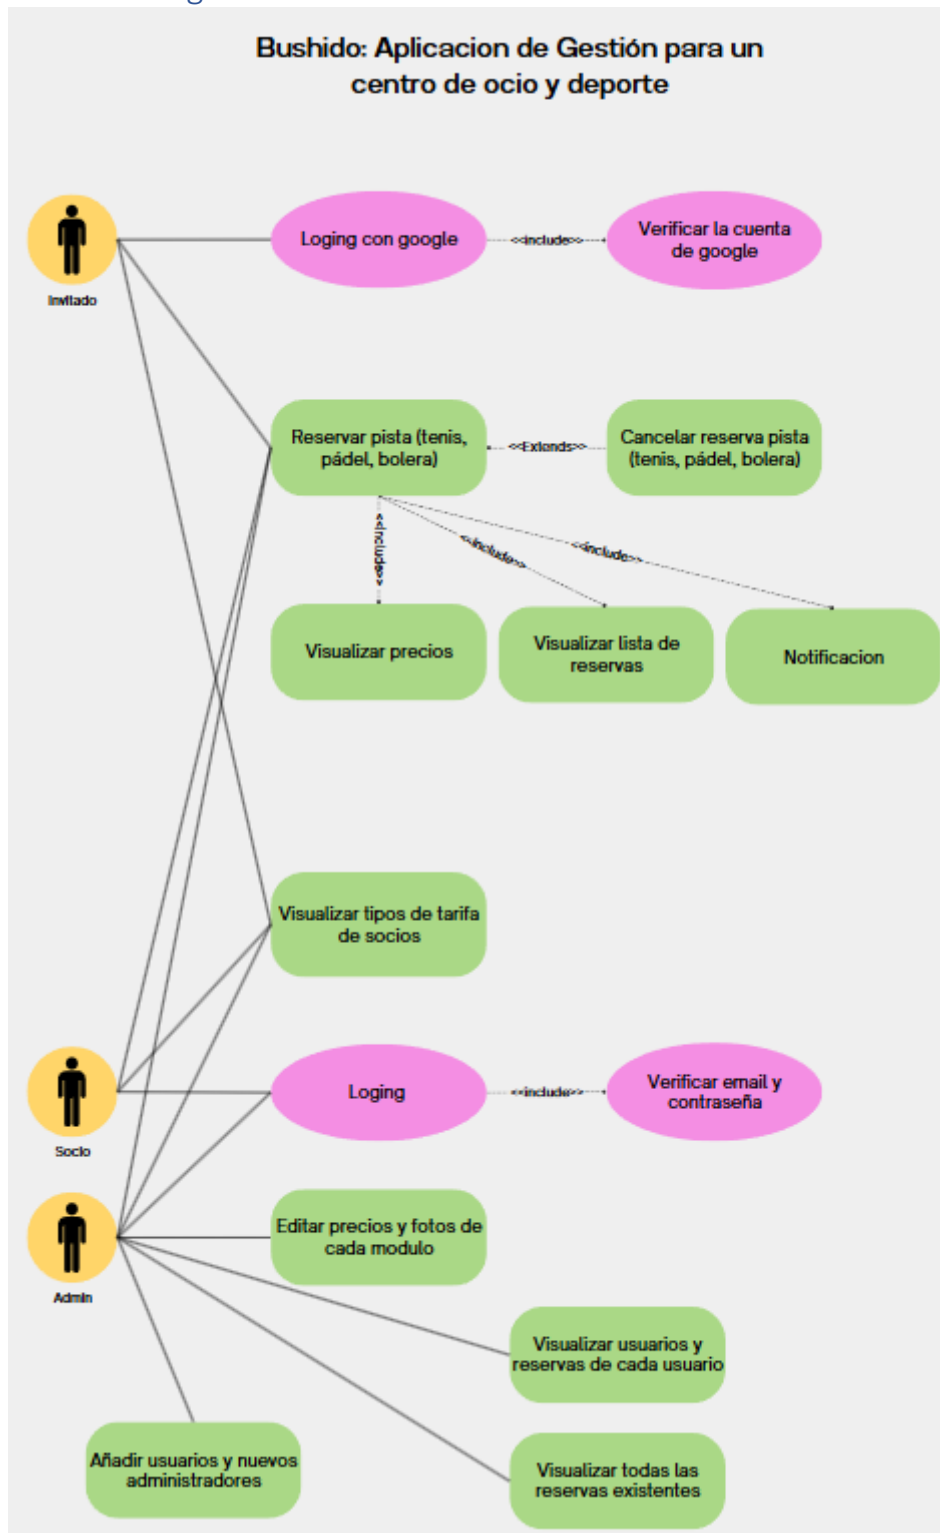 Bushido: Aplicacion de Gestión para un
centro de ocio y deporte
Invitado
Loging con google
<<include>>
Verificar la cuenta
de google
Reservar pista (tenis,
pádel, bolera)
<<Extends>>
Cancelar reserva pista
(tenis, pádel, bolera)
<<include>>
<<include>>
<<include>>
Visualizar precios
Visualizar lista de
reservas
Notificacion
Visualizar tipos de tarifa
de socios
Socio
Loging
<<include>>
Verificar email y
contraseña
Admin
Editar precios y fotos de
cada modulo
Visualizar usuarios y
reservas de cada usuario
Añadir usuarios y nuevos
administradores
Visualizar todas las
reservas existentes